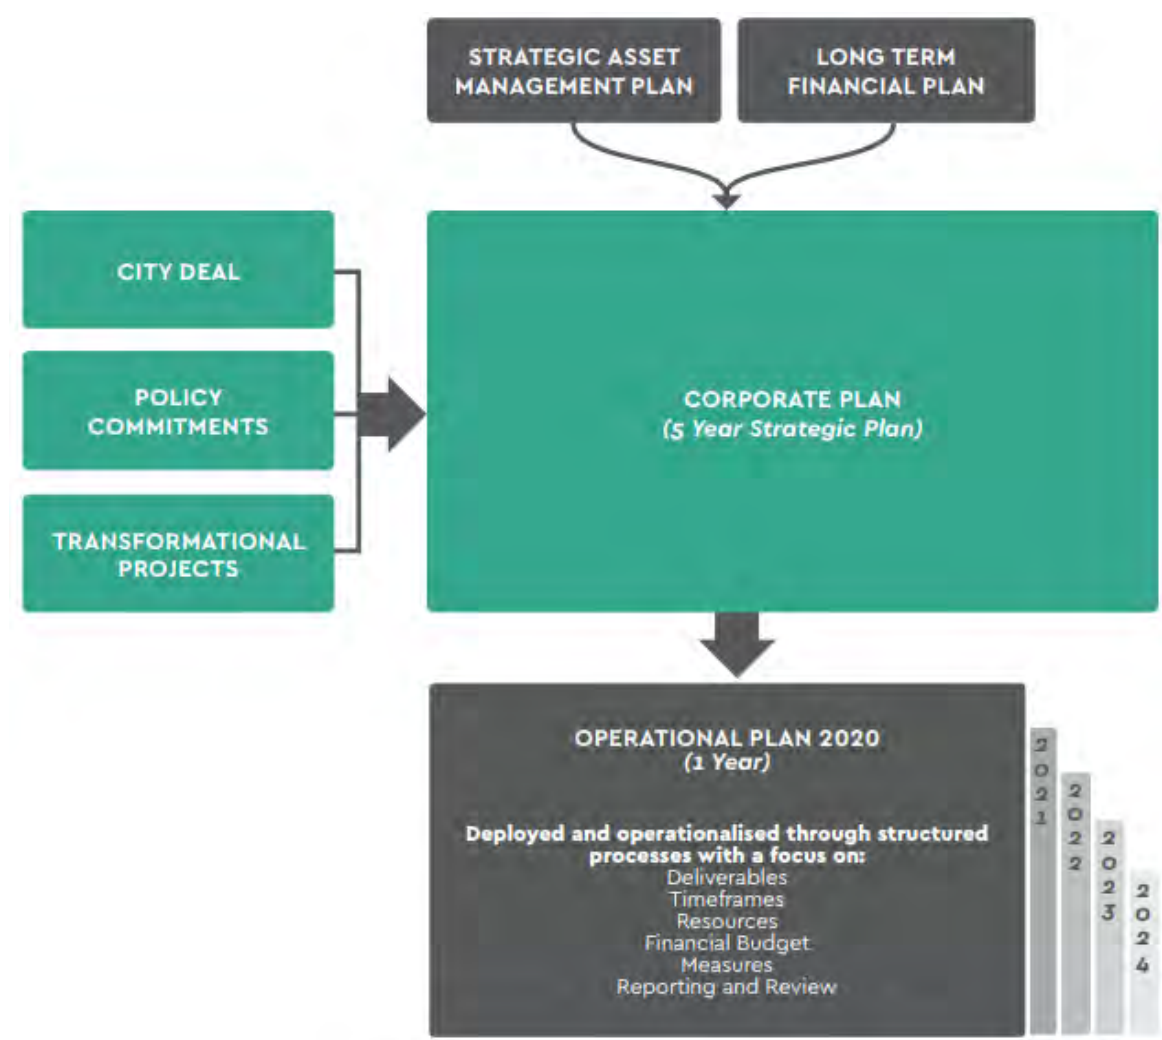 STRATEGIC ASSET
MANAGEMENT PLAN
LONG TERM
FINANCIAL PLAN
CITY DEAL
POLICY
COMMITMENTS
TRANSFORMATIONAL
PROJECTS
CORPORATE PLAN
(5 Year Strategic Plan)
OPERATIONAL PLAN 2020
(1 Year)
Deployed and operationalised through structured
processes with a focus on:
Deliverables
Timeframes
Resources
Financial Budget
Measures
Reporting and Review
2021
2022
2023
2024